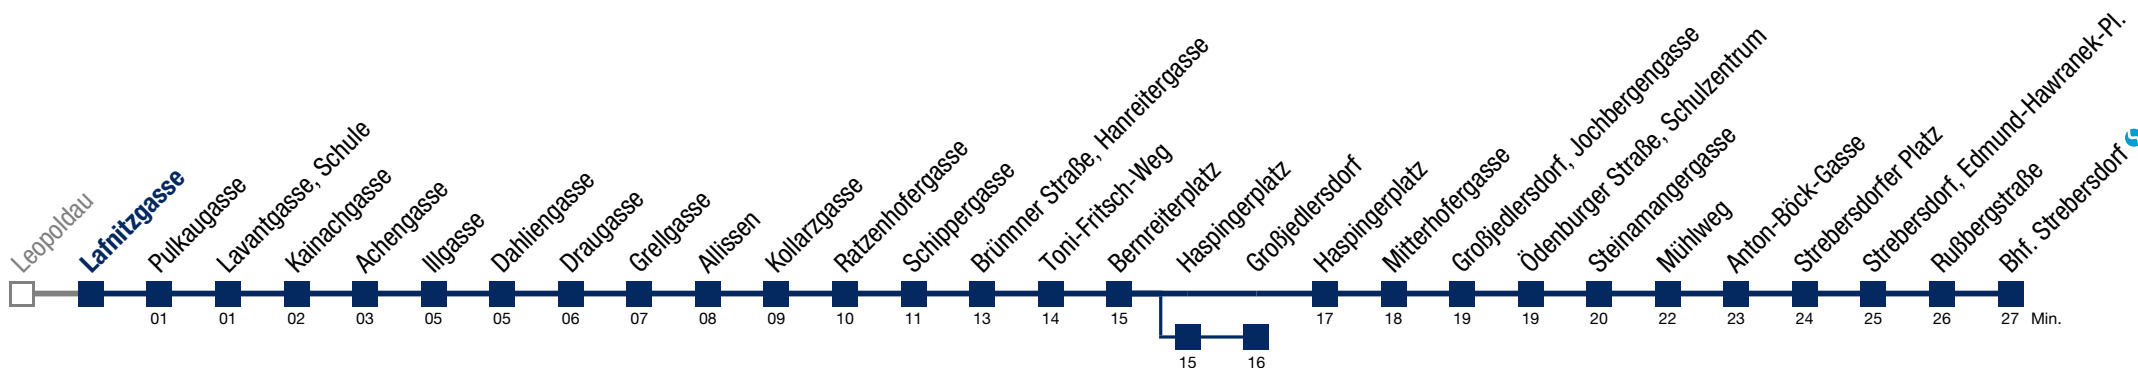 Leopoldau
Lafnitzgasse
Pulkaugasse
Lavantgasse, Schule
Kainachgasse
Achengasse
Illgasse
Dahliengasse
Draugasse
Grellgasse
Allissen
Kollarzgasse
Ratzenhofergasse
Schippergasse
Brünnner Straße, Hanreitergasse
Toni-Fritsch-Weg
Bernreiterplatz
Haspingerplatz
Großjedlersdorf
Haspingerplatz
Mitterhofergasse
Großjedlersdorf, Jochbergengasse
Ödenburger Straße, Schulzentrum
Steinamangergasse
Mühlweg
Anton-Böck-Gasse
Strebersdorfer Platz
Strebersdorf, Edmund-Hawranek-Pl.
Rußbergstraße
Bhf. Strebersdorf
01 01 02 03 05 05 06 07 08 09 10 11 13 14 15 17 18 19 19 20 22 23 24 25 26 27 Min.
15 16